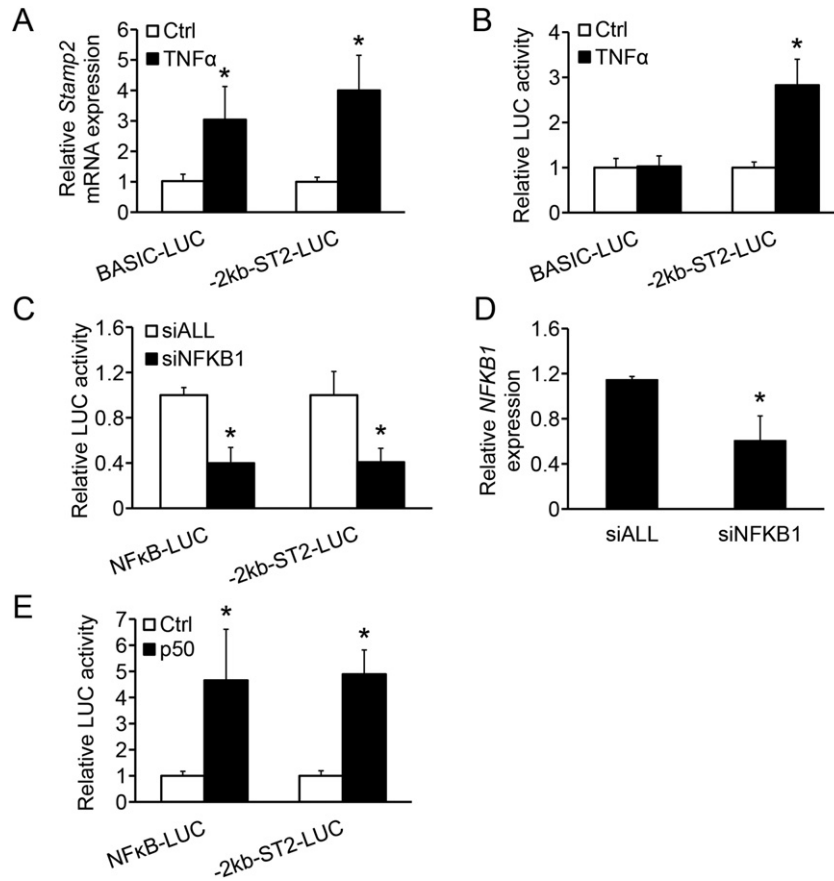 A
Relative Stamp2
mRNA expression
6
5
4
3
2
1
0
Ctrl
TNFα
*
*
BASIC-LUC
-2kb-ST2-LUC
B
Relative LUC activity
4
3
2
1
0
Ctrl
TNFα
*
BASIC-LUC
-2kb-ST2-LUC
C
Relative LUC activity
1.6
1.2
0.8
0.4
0
siALL
siNFKB1
*
*
NFκB-LUC
-2kb-ST2-LUC
D
Relative NFKB1
expression
1.6
1.2
0.8
0.4
0
*
siALL
siNFKB1
E
Relative LUC activity
7
6
5
4
3
2
1
0
Ctrl
p50
*
*
NFκB-LUC
-2kb-ST2-LUC